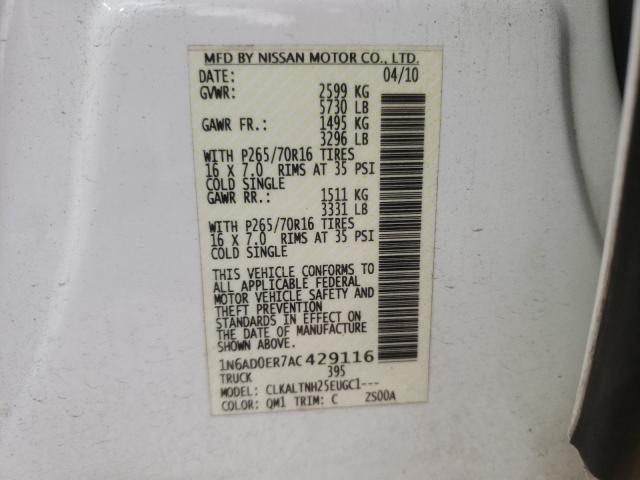 MFD BY NISSAN MOTOR CO., LTD.
DATE: 04/10
GVWR: 2599 KG
5730 LB
GAWR FR.: 1495 KG
3296 LB
WITH P265/70R16 TIRES
16 X 7.0 RIMS AT 35 PSI
COLD SINGLE
GAWR RR.: 1511 KG
3331 LB
WITH P265/70R16 TIRES
16 X 7.0 RIMS AT 35 PSI
COLD SINGLE
THIS VEHICLE CONFORMS TO
ALL APPLICABLE FEDERAL
MOTOR VEHICLE SAFETY AND
THEFT PREVENTION
STANDARDS IN EFFECT ON
THE DATE OF MANUFACTURE
SHOWN ABOVE.
1N6AD0ER7AC429116
TRUCK 395
MODEL: CLKALTNH25EUGC1---
COLOR: QM1 TRIM: C ZS00A